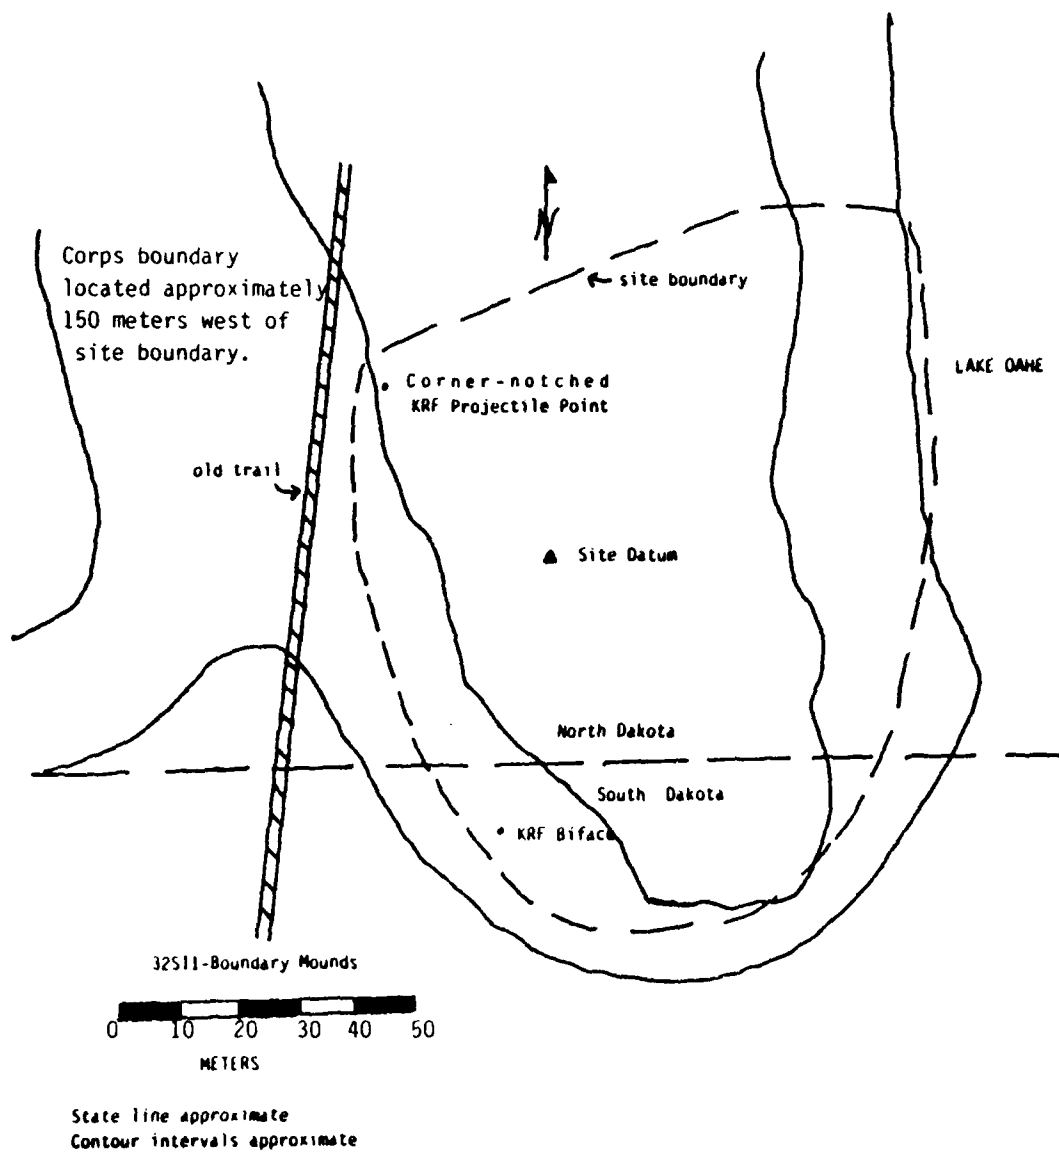 N
Corps boundary
located approximately
150 meters west of
site boundary.
site boundary
LAKE OAHE
Corner-notched
KRF Projectile Point
old trail
Site Datum
North Dakota
South Dakota
KRF Biface
32SI1-Boundary Mounds
0 10 20 30 40 50
METERS
State line approximate
Contour intervals approximate